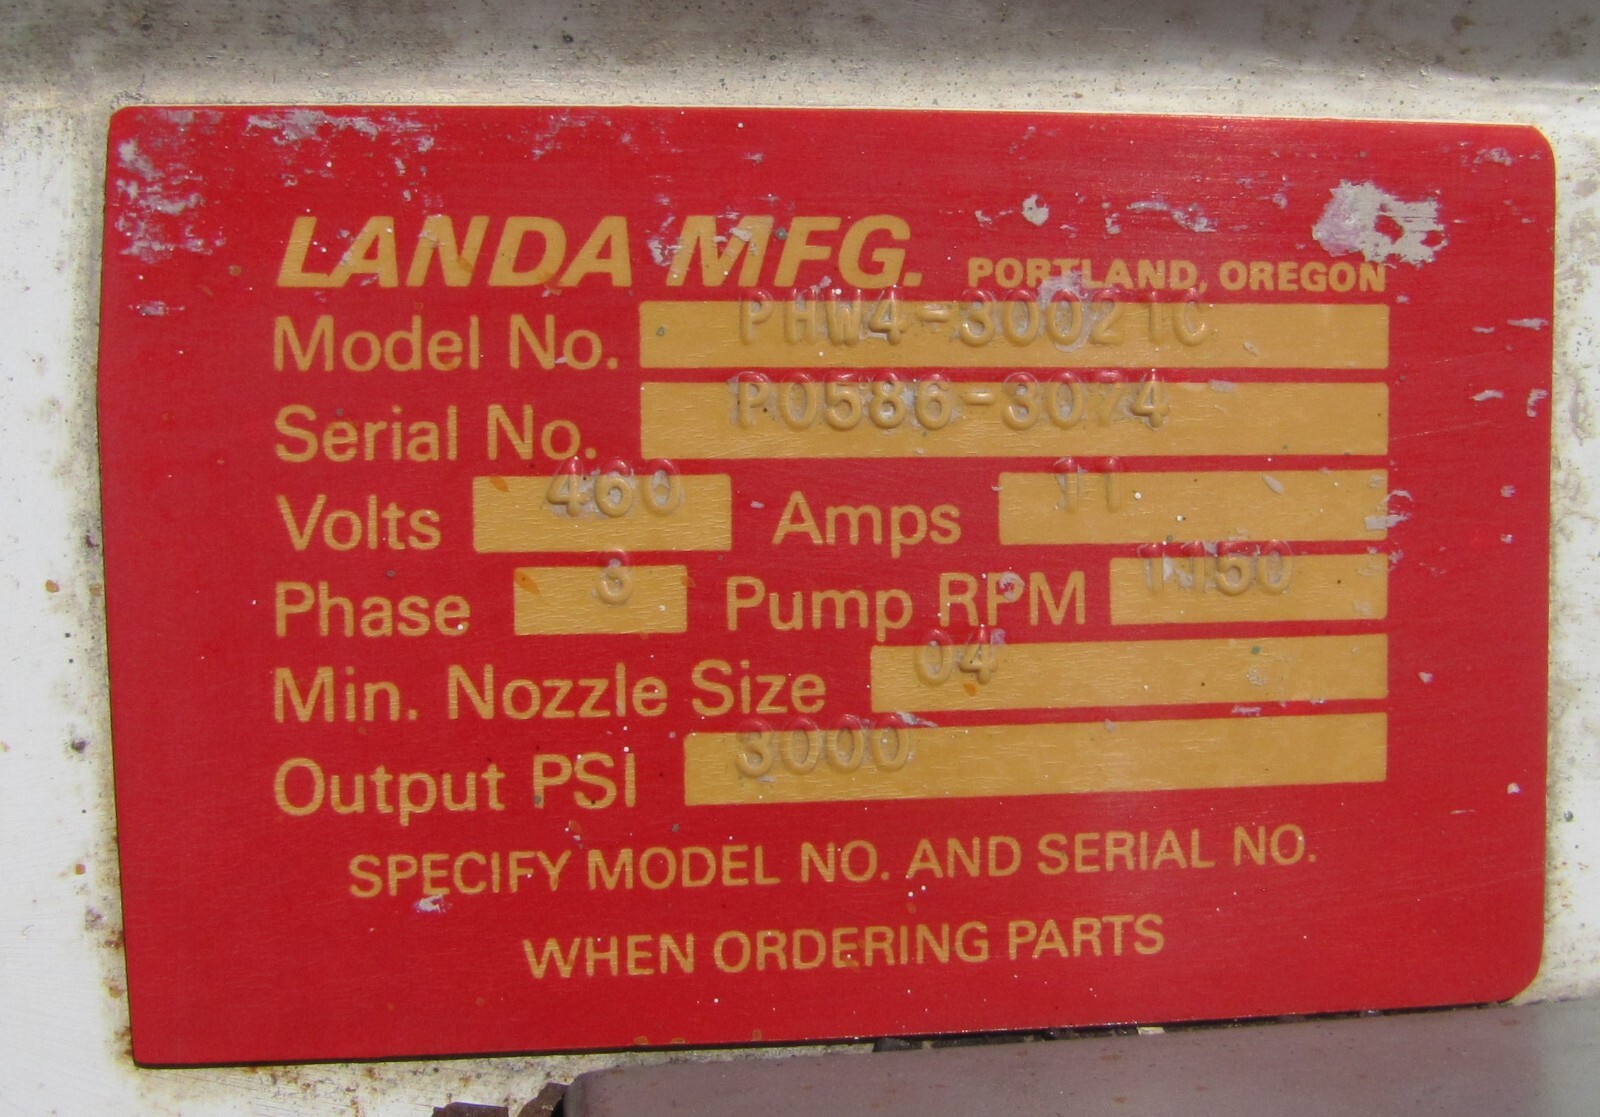 LANDA MFG. PORTLAND, OREGON
Model No. PHW4-30021C
Serial No. P0586-3074
Volts 460 Amps 11
Phase 3 Pump RPM 1150
Min. Nozzle Size 04
Output PSI 3000
SPECIFY MODEL NO. AND SERIAL NO.
WHEN ORDERING PARTS